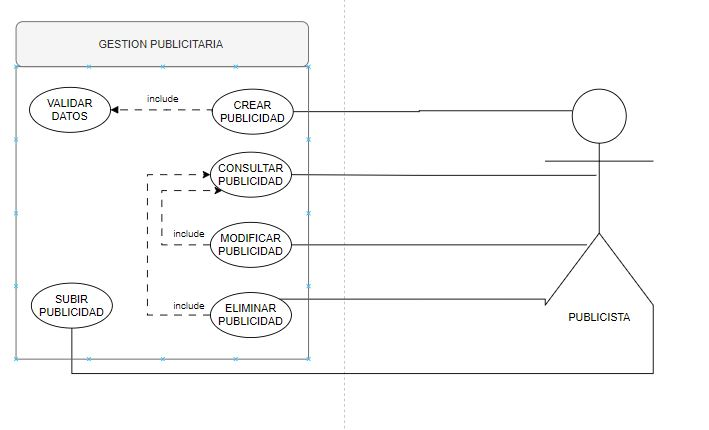 GESTION PUBLICITARIA
VALIDAR
DATOS
include
CREAR
PUBLICIDAD
CONSULTAR
PUBLICIDAD
include
MODIFICAR
PUBLICIDAD
SUBIR
PUBLICIDAD
include
ELIMINAR
PUBLICIDAD
PUBLICISTA